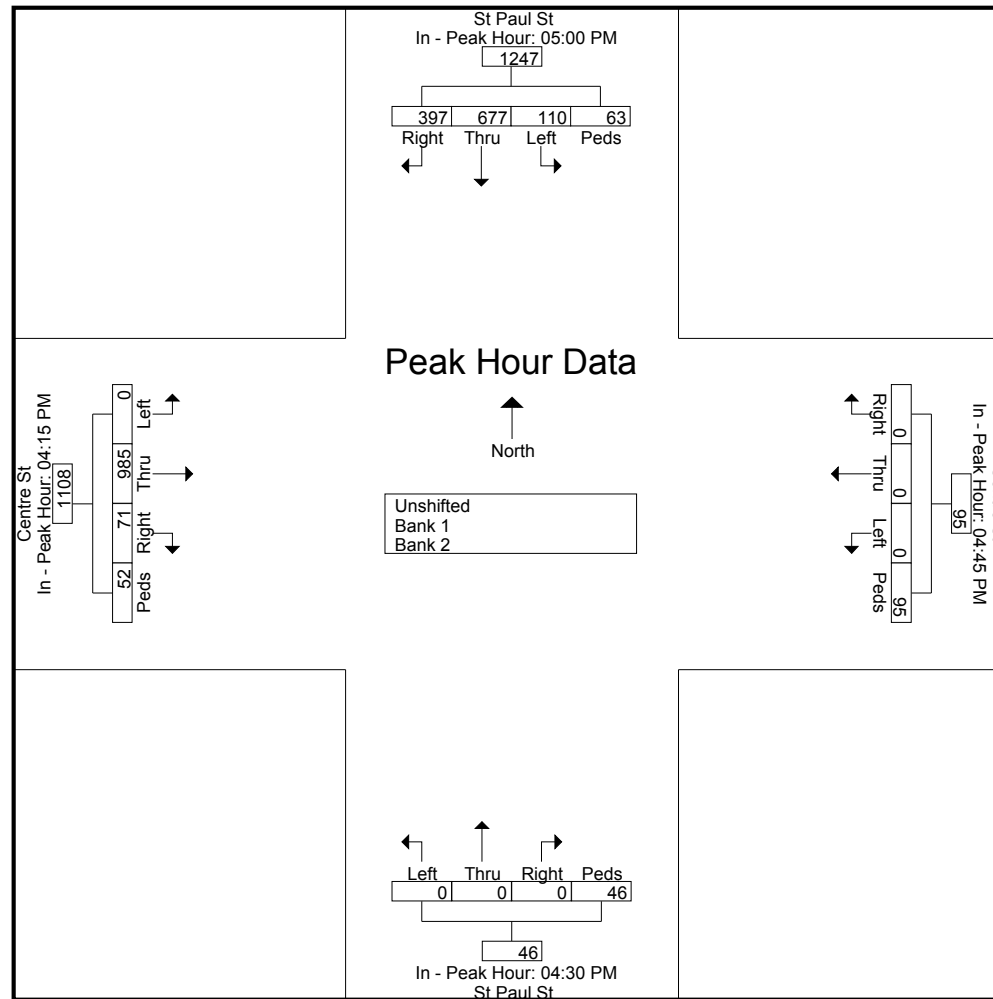 St Paul St
In - Peak Hour: 05:00 PM
1247
397 677 110 63
Right Thru Left Peds
Peak Hour Data
North
Unshifted
Bank 1
Bank 2
Centre St
In - Peak Hour: 04:15 PM
1108
0 985 71 52
Left Thru Right Peds
In - Peak Hour: 04:45 PM
95
0 0 0 95
Right Thru Left Peds
Left Thru Right Peds
0 0 0 46
46
In - Peak Hour: 04:30 PM
St Paul St